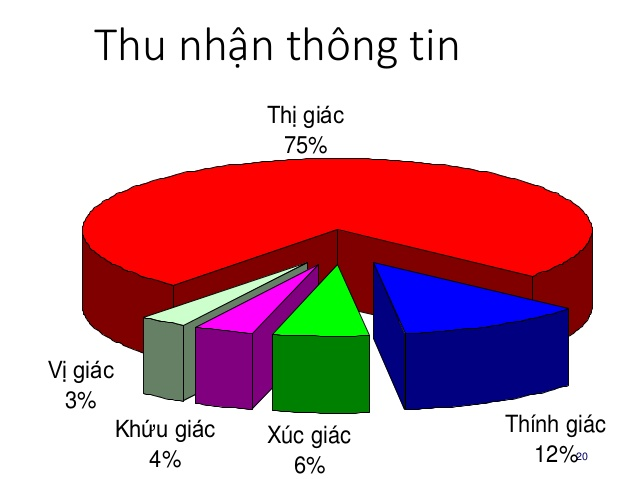 Thu nhận thông tin
Thị giác
75%
Vị giác
3%
Khứu giác
4%
Xúc giác
6%
Thính giác
12%
20